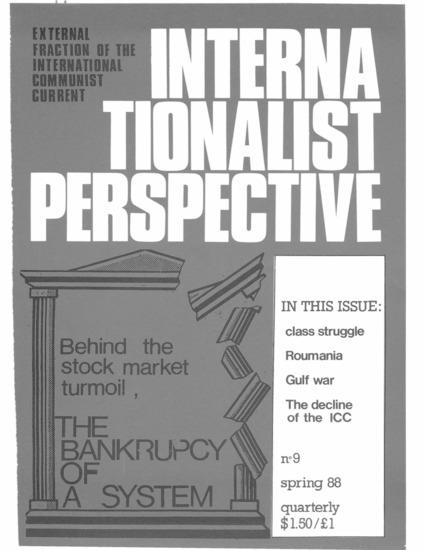 EXTERNAL
FRACTION OF THE
INTERNATIONAL
COMMUNIST
CURRENT
INTERNA
TIONALIST
PERSPECTIVE
Behind the
stock market
turmoil ,
THE
BANKRUPCY
OF
A SYSTEM
IN THIS ISSUE:
class struggle
Roumania
Gulf war
The decline
of the ICC
nº9
spring 88
quarterly
$1.50/£1